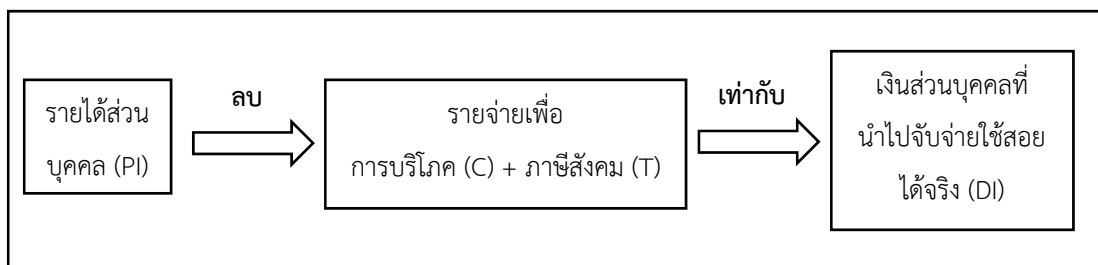 รายได้ส่วน
บุคคล (PI)
ลบ
รายจ่ายเพื่อ
การบริโภค (C) + ภาษีสังคม (T)
เท่ากับ
เงินส่วนบุคคลที่
นำไปจับจ่ายใช้สอย
ได้จริง (DI)